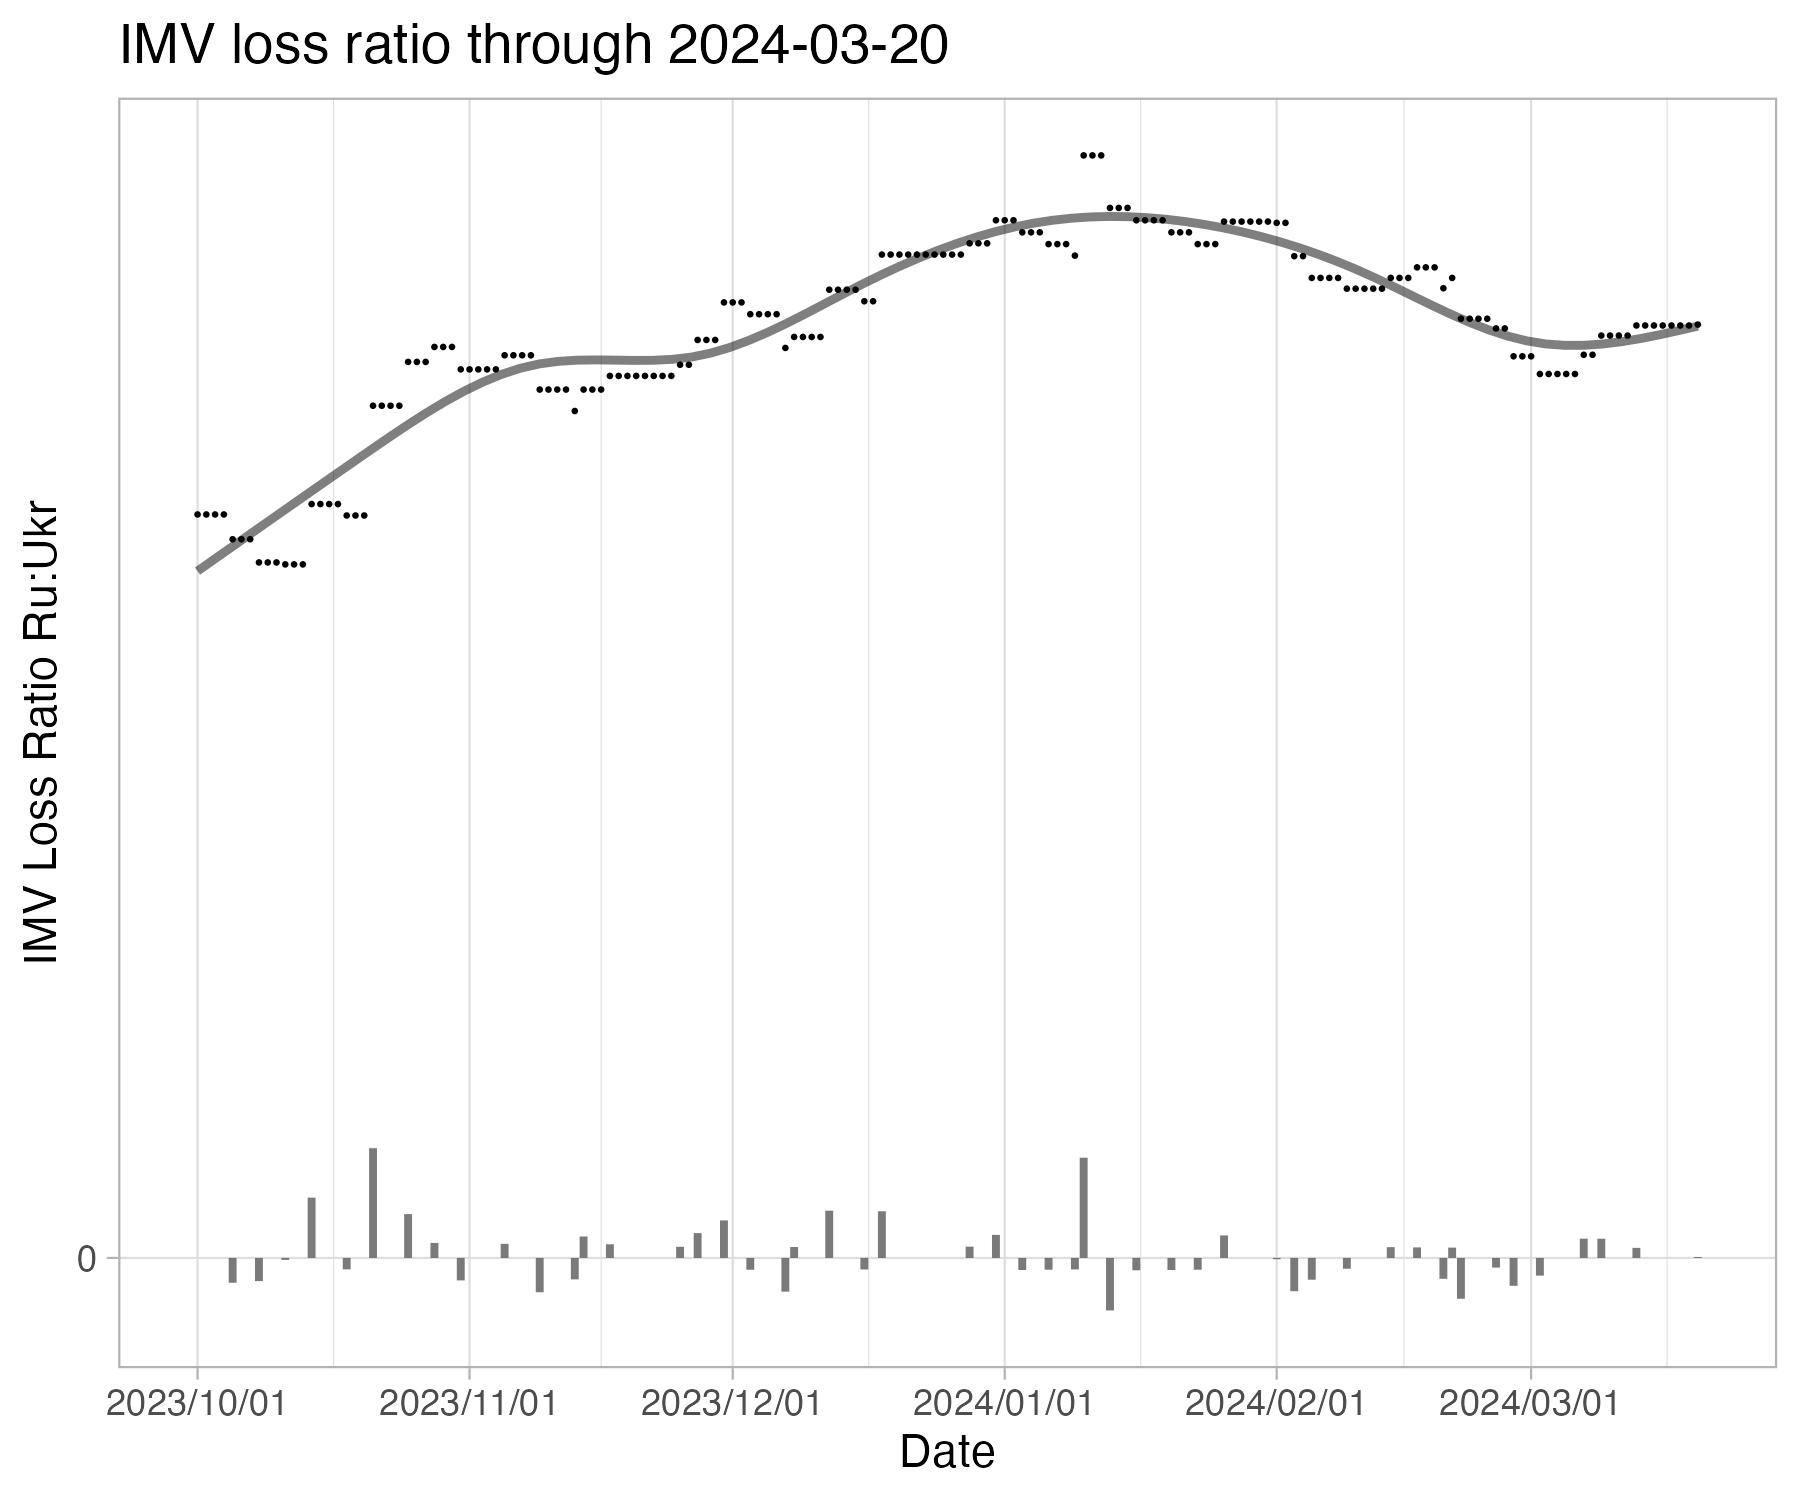 IMV loss ratio through 2024-03-20
IMV Loss Ratio Ru:Ukr
0
2023/10/01 2023/11/01 2023/12/01 2024/01/01 2024/02/01 2024/03/01
Date